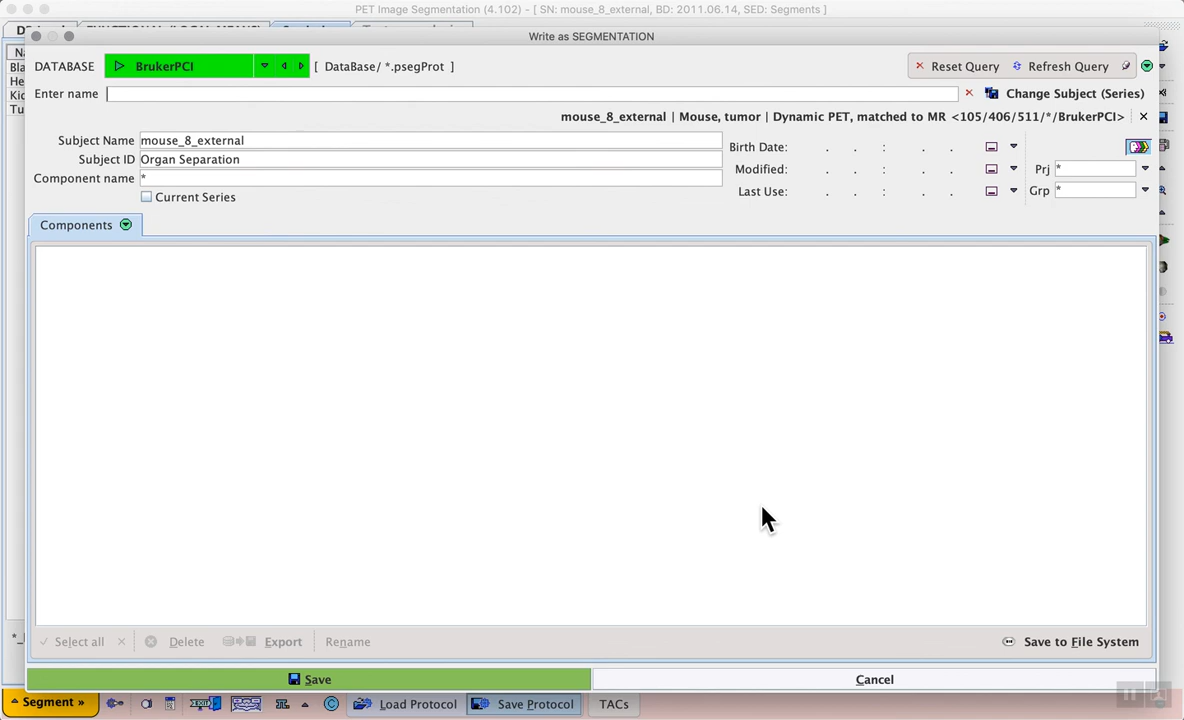 PET Image Segmentation (4.102) - [ SN: mouse_8_external, BD: 2011.06.14, SED: Segments ]
Write as SEGMENTATION
DATABASE BrukerPCI [ DataBase/ *.psegProt ] Reset Query Refresh Query
Enter name Change Subject (Series)
mouse_8_external | Mouse, tumor | Dynamic PET, matched to MR <105/406/511/*/BrukerPCI>
Subject Name mouse_8_external Birth Date: . . : . .
Subject ID Organ Separation Modified: . . : . . Prj *
Component name * Last Use: . . : . . Grp *
Current Series
Components
Select all Delete Export Rename Save to File System
Save Cancel
Segment » Load Protocol Save Protocol TACs